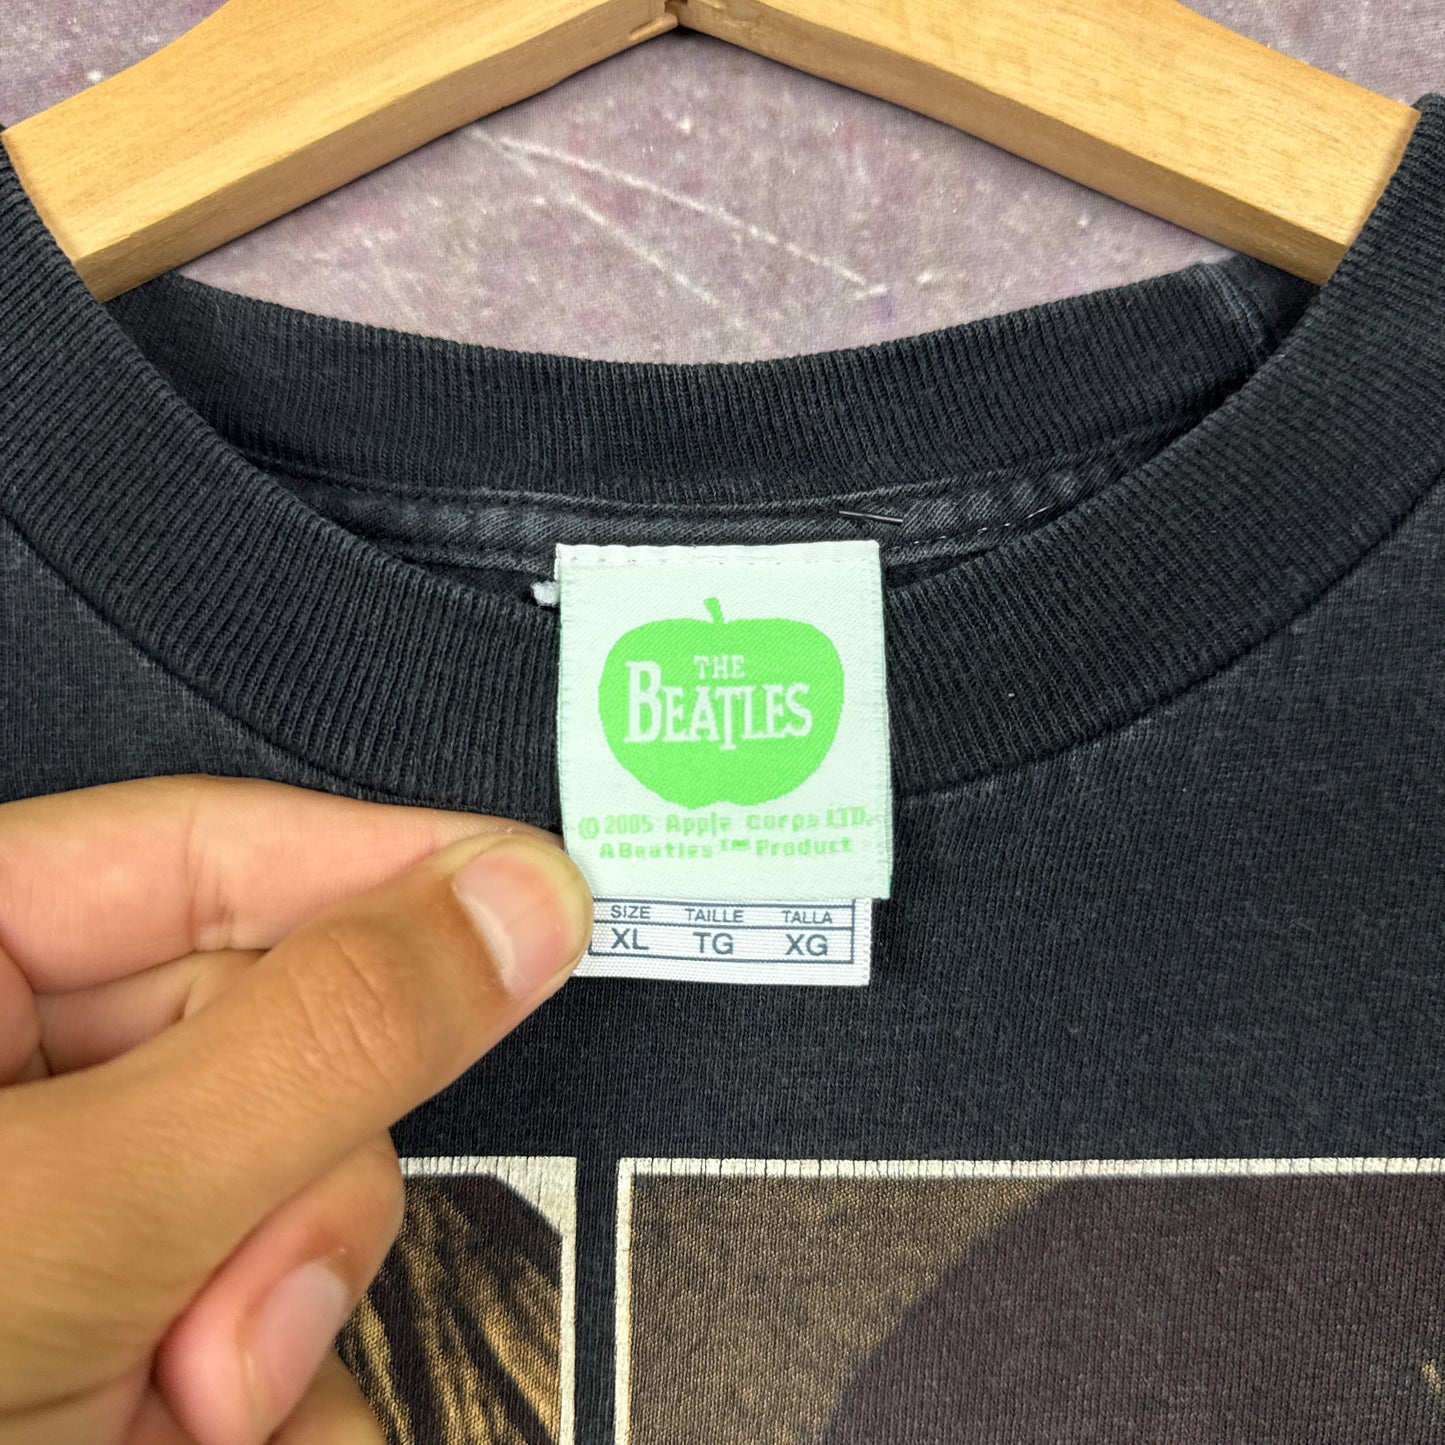 THE
BEATLES
© 2005 Apple Corps LTD.
A Beatles™ Product
SIZE TAILLE TALLA
XL TG XG